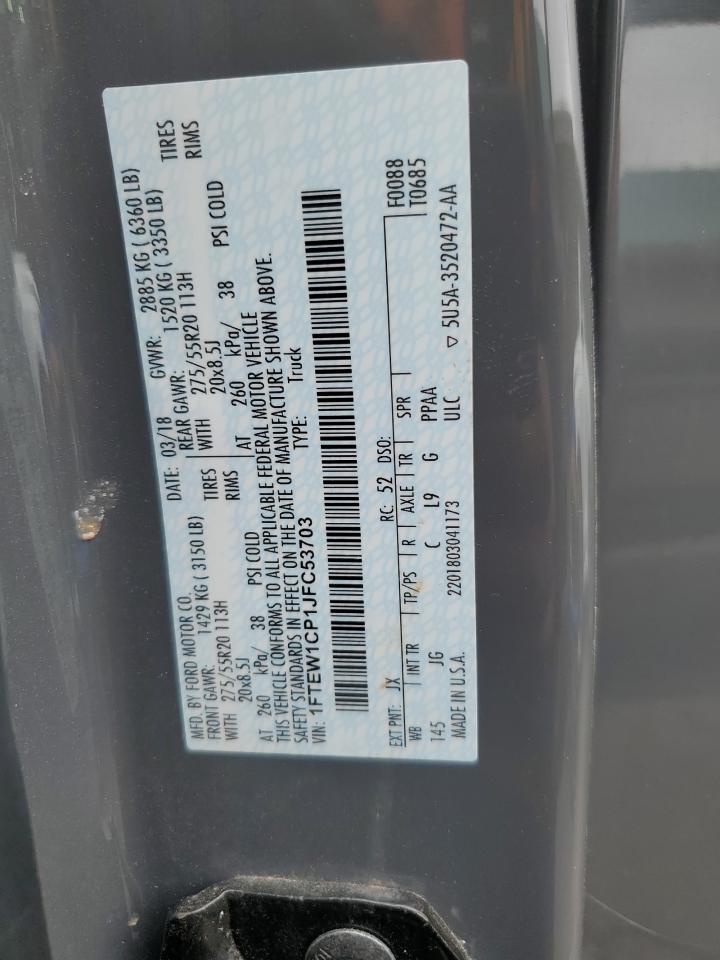 MFD. BY FORD MOTOR CO. DATE: 03/18 GVWR: 2885 KG ( 6360 LB)
FRONT GAWR: 1429 KG ( 3150 LB) REAR GAWR: 1520 KG ( 3350 LB)
WITH 275/55R20 113H TIRES WITH 275/55R20 113H TIRES
20x8.5J RIMS 20x8.5J RIMS
AT 260 kPa/ 38 PSI COLD AT 260 kPa/ 38 PSI COLD
THIS VEHICLE CONFORMS TO ALL APPLICABLE FEDERAL MOTOR VEHICLE
SAFETY STANDARDS IN EFFECT ON THE DATE OF MANUFACTURE SHOWN ABOVE.
VIN: 1FTEW1CP1JFC53703 TYPE: Truck
F0088
EXT PNT: JX RC: 52 DSO: T0685
WB INT TR TP/PS R AXLE TR SPR
145 JG C L9 G PPAA
MADE IN U.S.A. 2201803041173 ULC ▽ 5U5A-3520472-AA